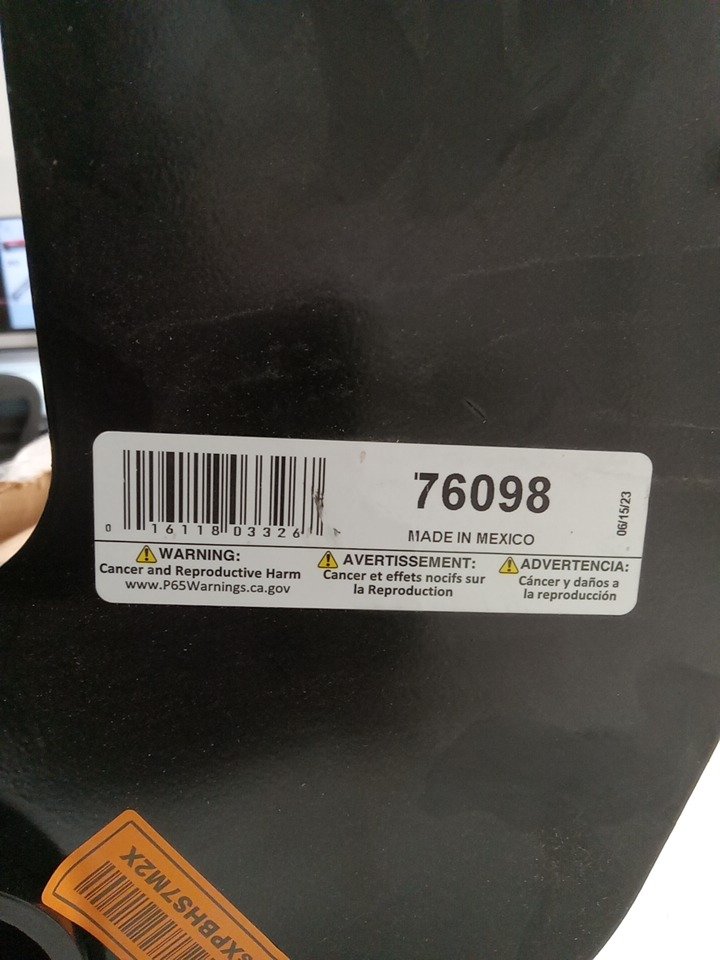 76098
0 16118 03326
MADE IN MEXICO
06/15/23
WARNING:
Cancer and Reproductive Harm
www.P65Warnings.ca.gov
AVERTISSEMENT:
Cancer et effets nocifs sur
la Reproduction
ADVERTENCIA:
Cáncer y daños a
la reproducción
XPBHS7M2X